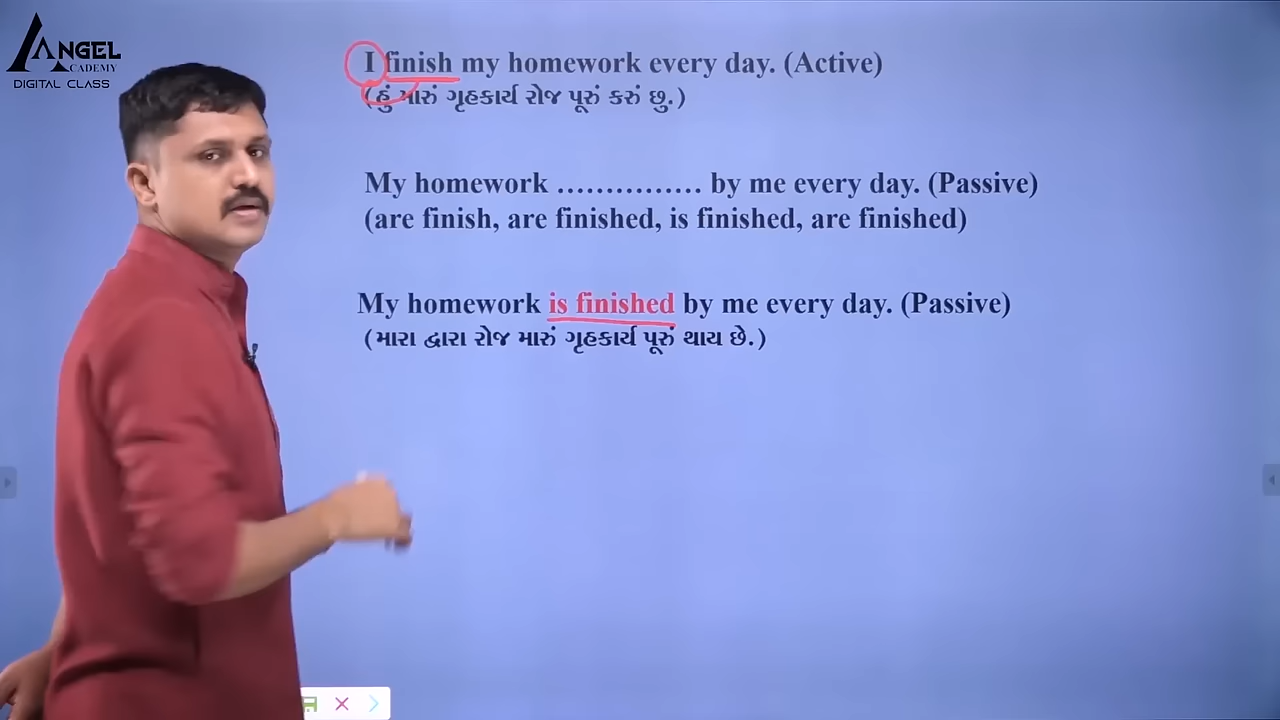 ANGEL
ACADEMY
DIGITAL CLASS
I finish my homework every day. (Active)
(હું મારું ગૃહકાર્ય રોજ પૂરું કરું છુ.)
My homework …………… by me every day. (Passive)
(are finish, are finished, is finished, are finished)
My homework is finished by me every day. (Passive)
(મારા દ્વારા રોજ મારું ગૃહકાર્ય પૂરું થાય છે.)